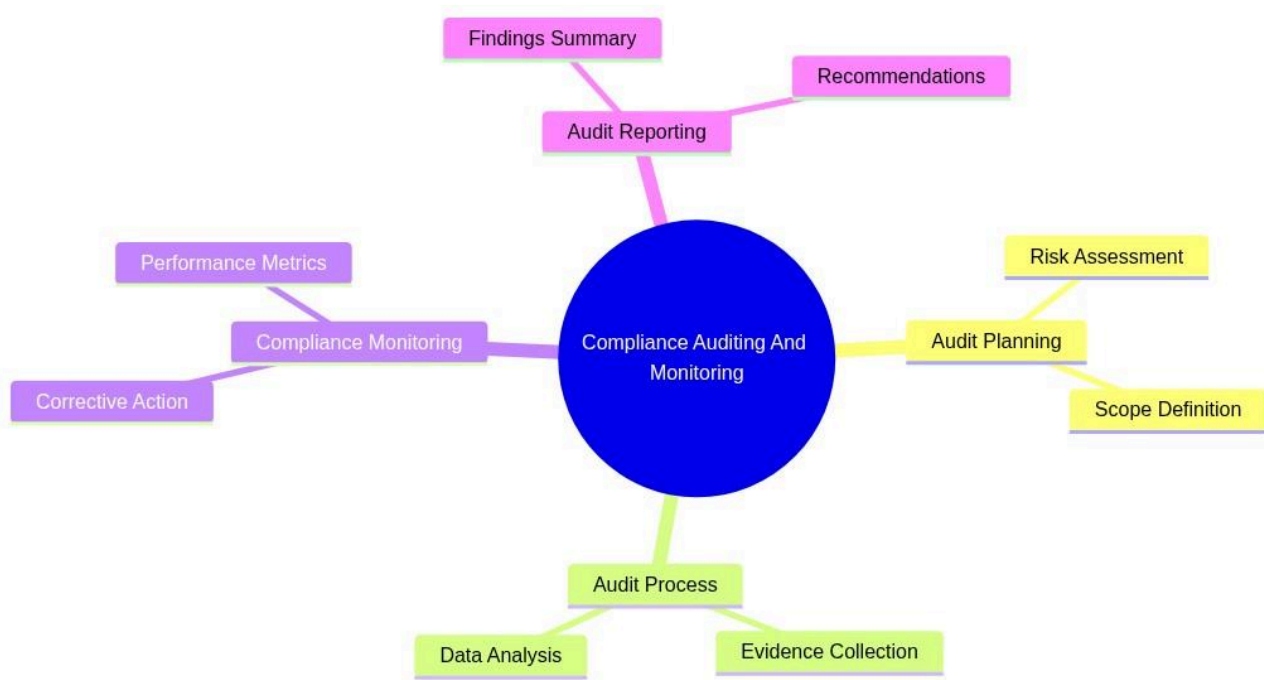 Findings Summary
Recommendations
Audit Reporting
Performance Metrics
Risk Assessment
Compliance Monitoring
Compliance Auditing And
Monitoring
Audit Planning
Corrective Action
Scope Definition
Audit Process
Data Analysis
Evidence Collection